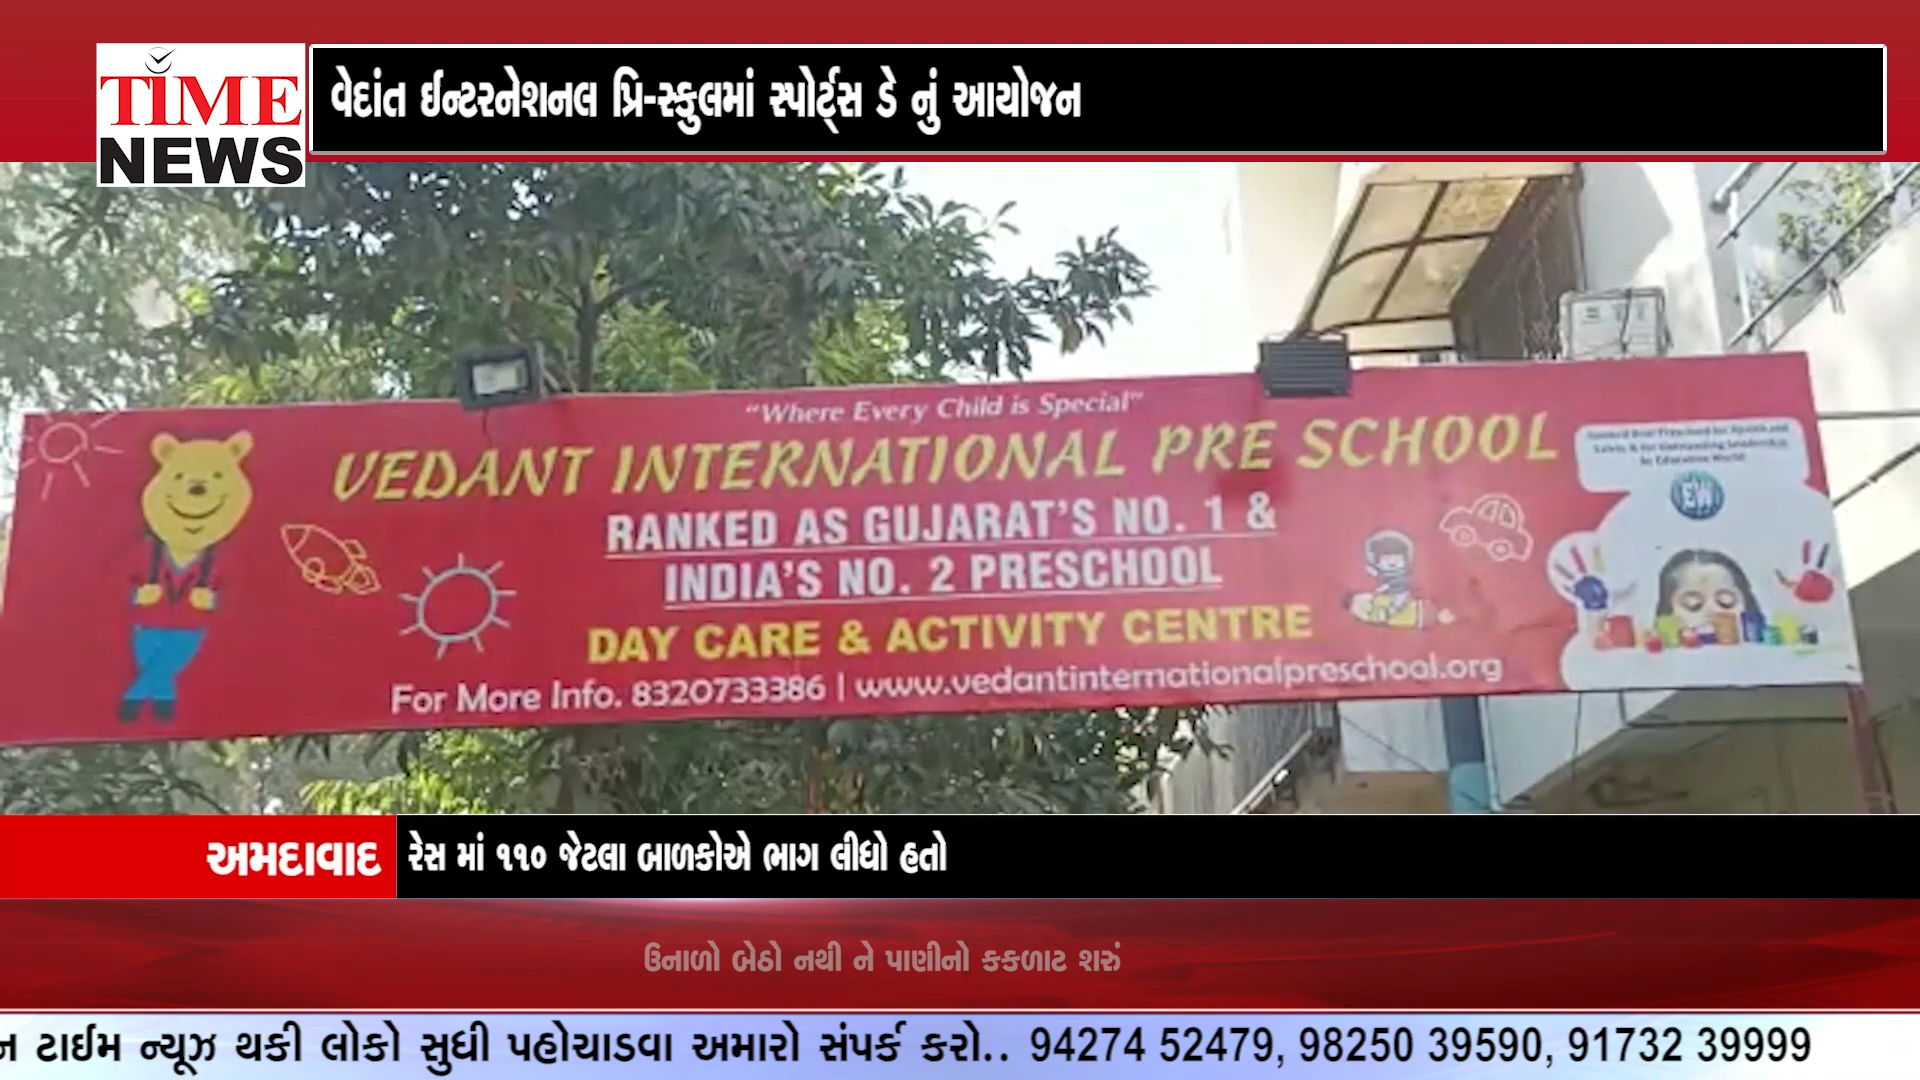 TIME
NEWS
વેદાંત ઈન્ટરનેશનલ પ્રિ-સ્કુલમાં સ્પોર્ટ્સ ડે નું આયોજન
"Where Every Child is Special"
VEDANT INTERNATIONAL PRE SCHOOL
RANKED AS GUJARAT'S NO. 1 &
INDIA'S NO. 2 PRESCHOOL
DAY CARE & ACTIVITY CENTRE
For More Info. 8320733386 | www.vedantinternationalpreschool.org
by Education World
EW
અમદાવાદ
રેસ માં ૧૧૦ જેટલા બાળકોએ ભાગ લીધો હતો
ઉનાળો બેઠો નથી ને પાણીનો કકળાટ શરું
ન ટાઈમ ન્યૂઝ થકી લોકો સુધી પહોચાડવા અમારો સંપર્ક કરો.. 94274 52479, 98250 39590, 91732 39999